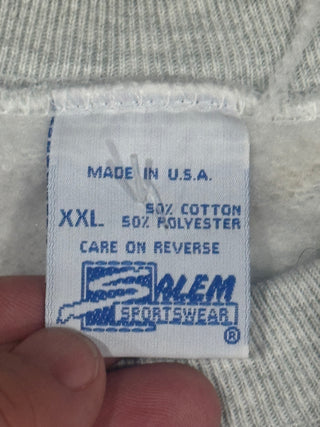 MADE IN U.S.A.
XXL 50% COTTON
50% POLYESTER
CARE ON REVERSE
SALEM
SPORTSWEAR
®